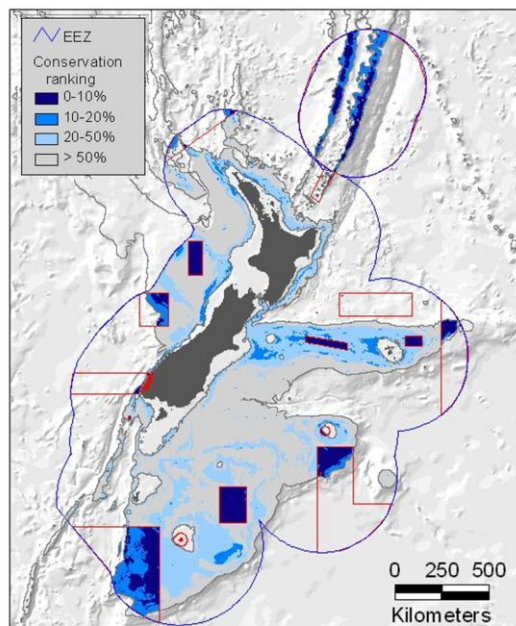 EEZ
Conservation
ranking
0-10%
10-20%
20-50%
> 50%
0 250 500
Kilometers